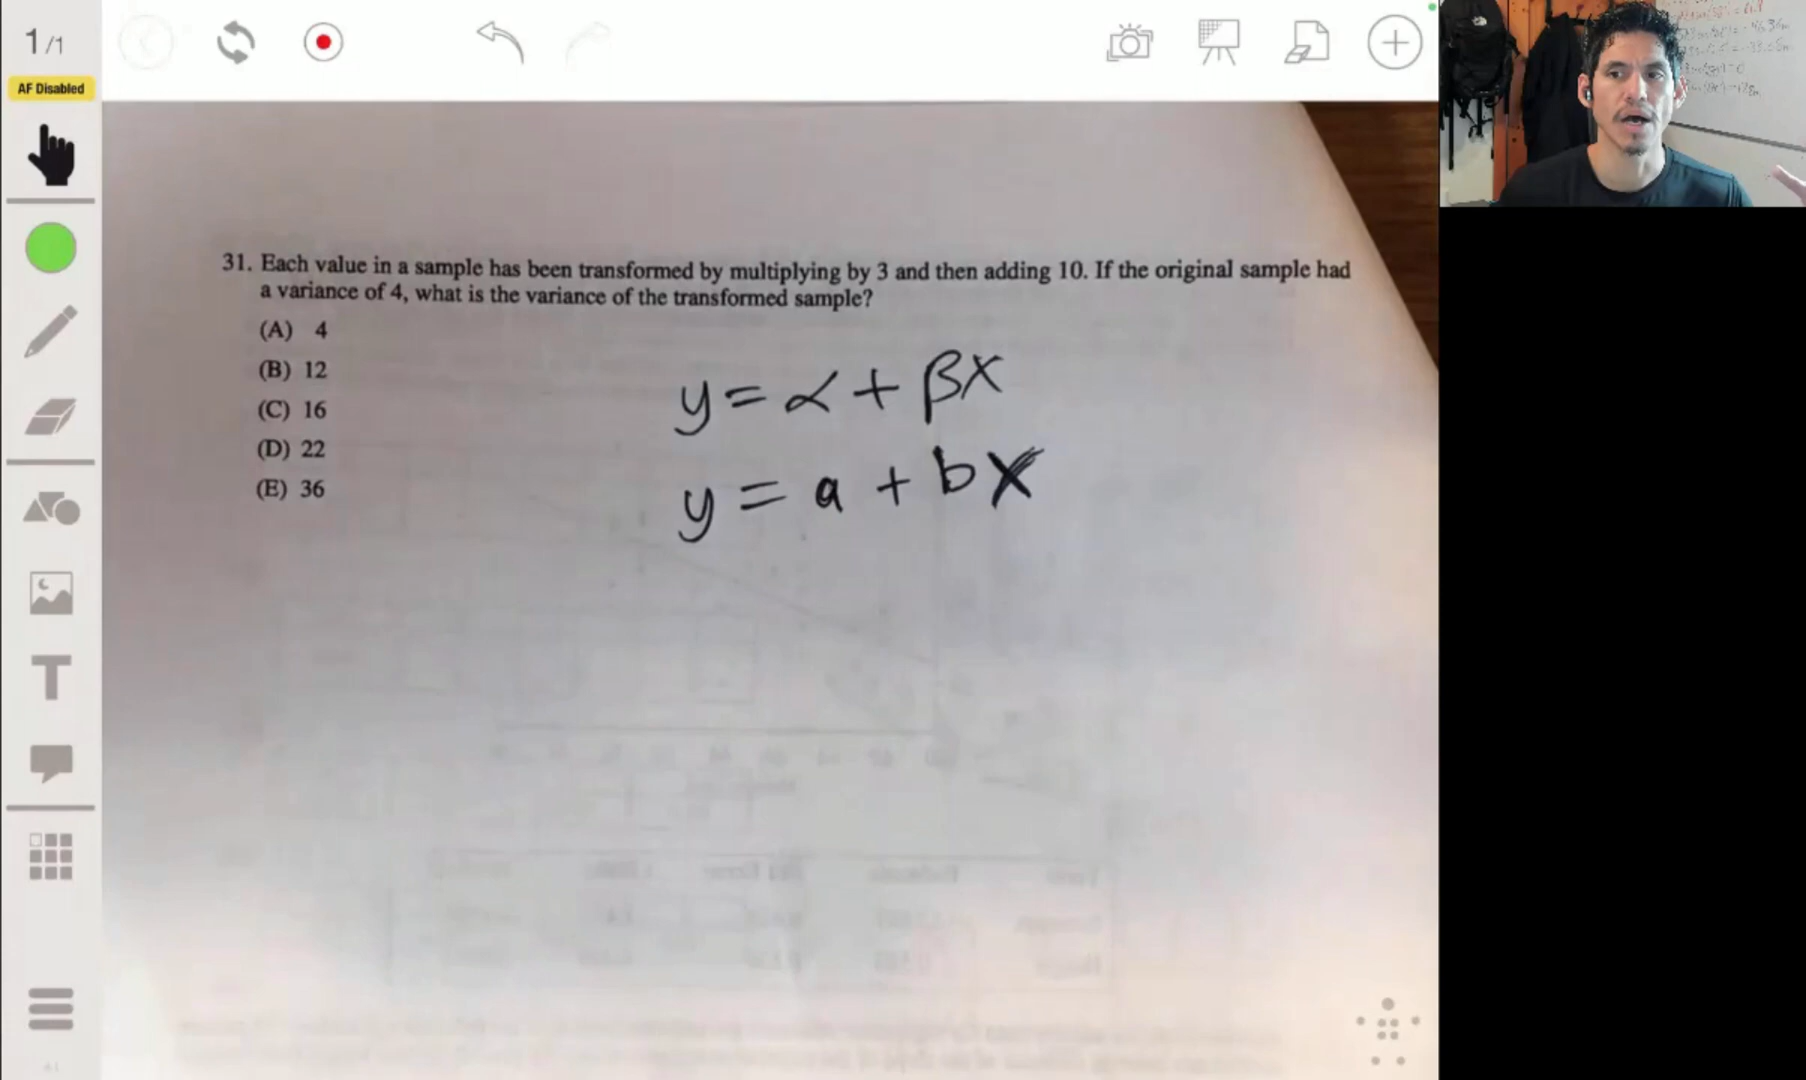 1/1
AF Disabled
31. Each value in a sample has been transformed by multiplying by 3 and then adding 10. If the original sample had
a variance of 4, what is the variance of the transformed sample?
(A) 4
(B) 12
(C) 16
(D) 22
(E) 36
y = α + βx
y = a + bx
T